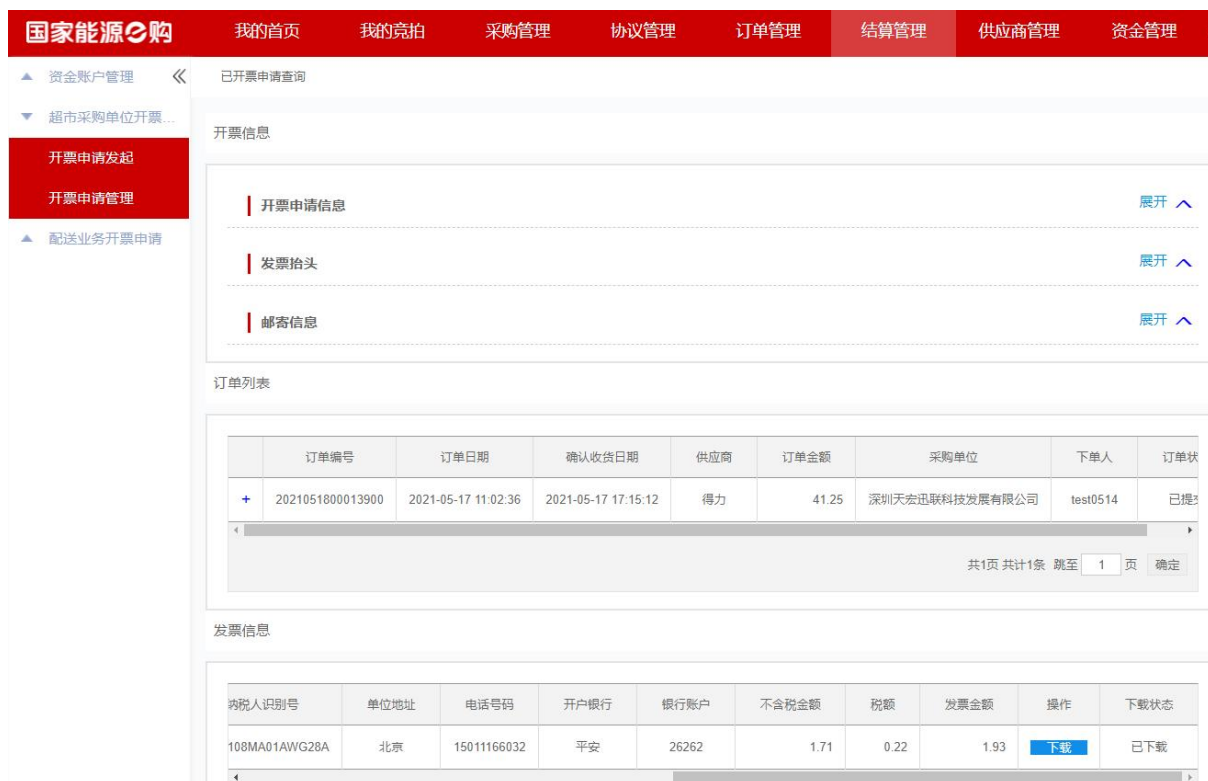 国家能源e购 我的首页 我的竞拍 采购管理 协议管理 订单管理 结算管理 供应商管理 资金管理
资金账户管理 已开票申请查询
超市采购单位开票...
开票信息
开票申请发起
开票申请管理
开票申请信息 展开
配送业务开票申请
发票抬头 展开
邮寄信息 展开
订单列表
订单编号 订单日期 确认收货日期 供应商 订单金额 采购单位 下单人 订单状
+ 2021051800013900 2021-05-17 11:02:36 2021-05-17 17:15:12 得力 41.25 深圳天宏迅联科技发展有限公司 test0514 已提交
共1页 共计1条 跳至 1 页 确定
发票信息
纳税人识别号 单位地址 电话号码 开户银行 银行账户 不含税金额 税额 发票金额 操作 下载状态
108MA01AWG28A 北京 15011166032 平安 26262 1.71 0.22 1.93 下载 已下载